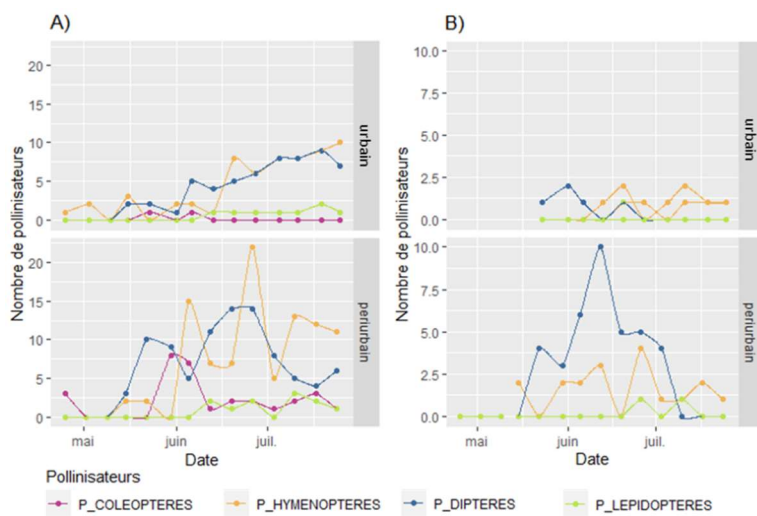 A)
B)
Nombre de pollinisateurs
20
15
10
5
0
urbain
20
15
10
5
0
périurbain
mai
juin
juil.
Date
Nombre de pollinisateurs
10.0
7.5
5.0
2.5
0.0
urbain
10.0
7.5
5.0
2.5
0.0
périurbain
mai
juin
juil.
Date
Pollinisateurs
P_COLEOPTERES
P_HYMENOPTERES
P_DIPTERES
P_LEPIDOPTERES